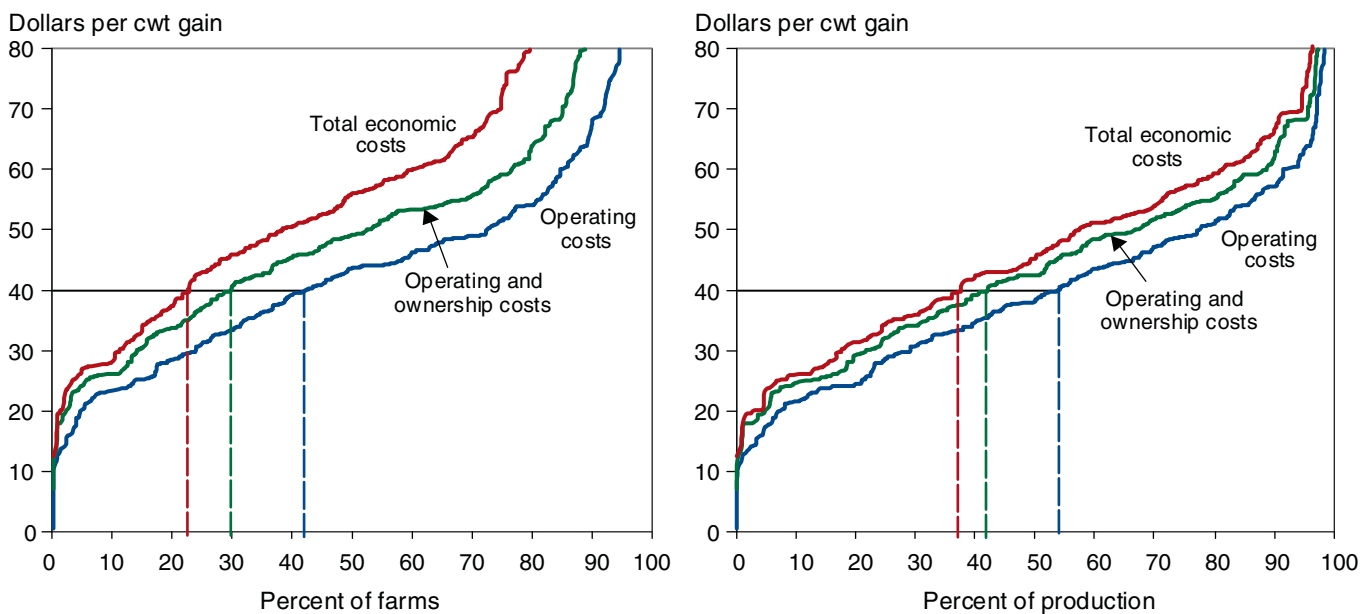 Dollars per cwt gain
80
70
60
50
40
30
20
10
0
Total economic
costs
Operating
costs
Operating and
ownership costs
0 10 20 30 40 50 60 70 80 90 100
Percent of farms
Dollars per cwt gain
80
70
60
50
40
30
20
10
0
Total economic
costs
Operating
costs
Operating and
ownership costs
0 10 20 30 40 50 60 70 80 90 100
Percent of production